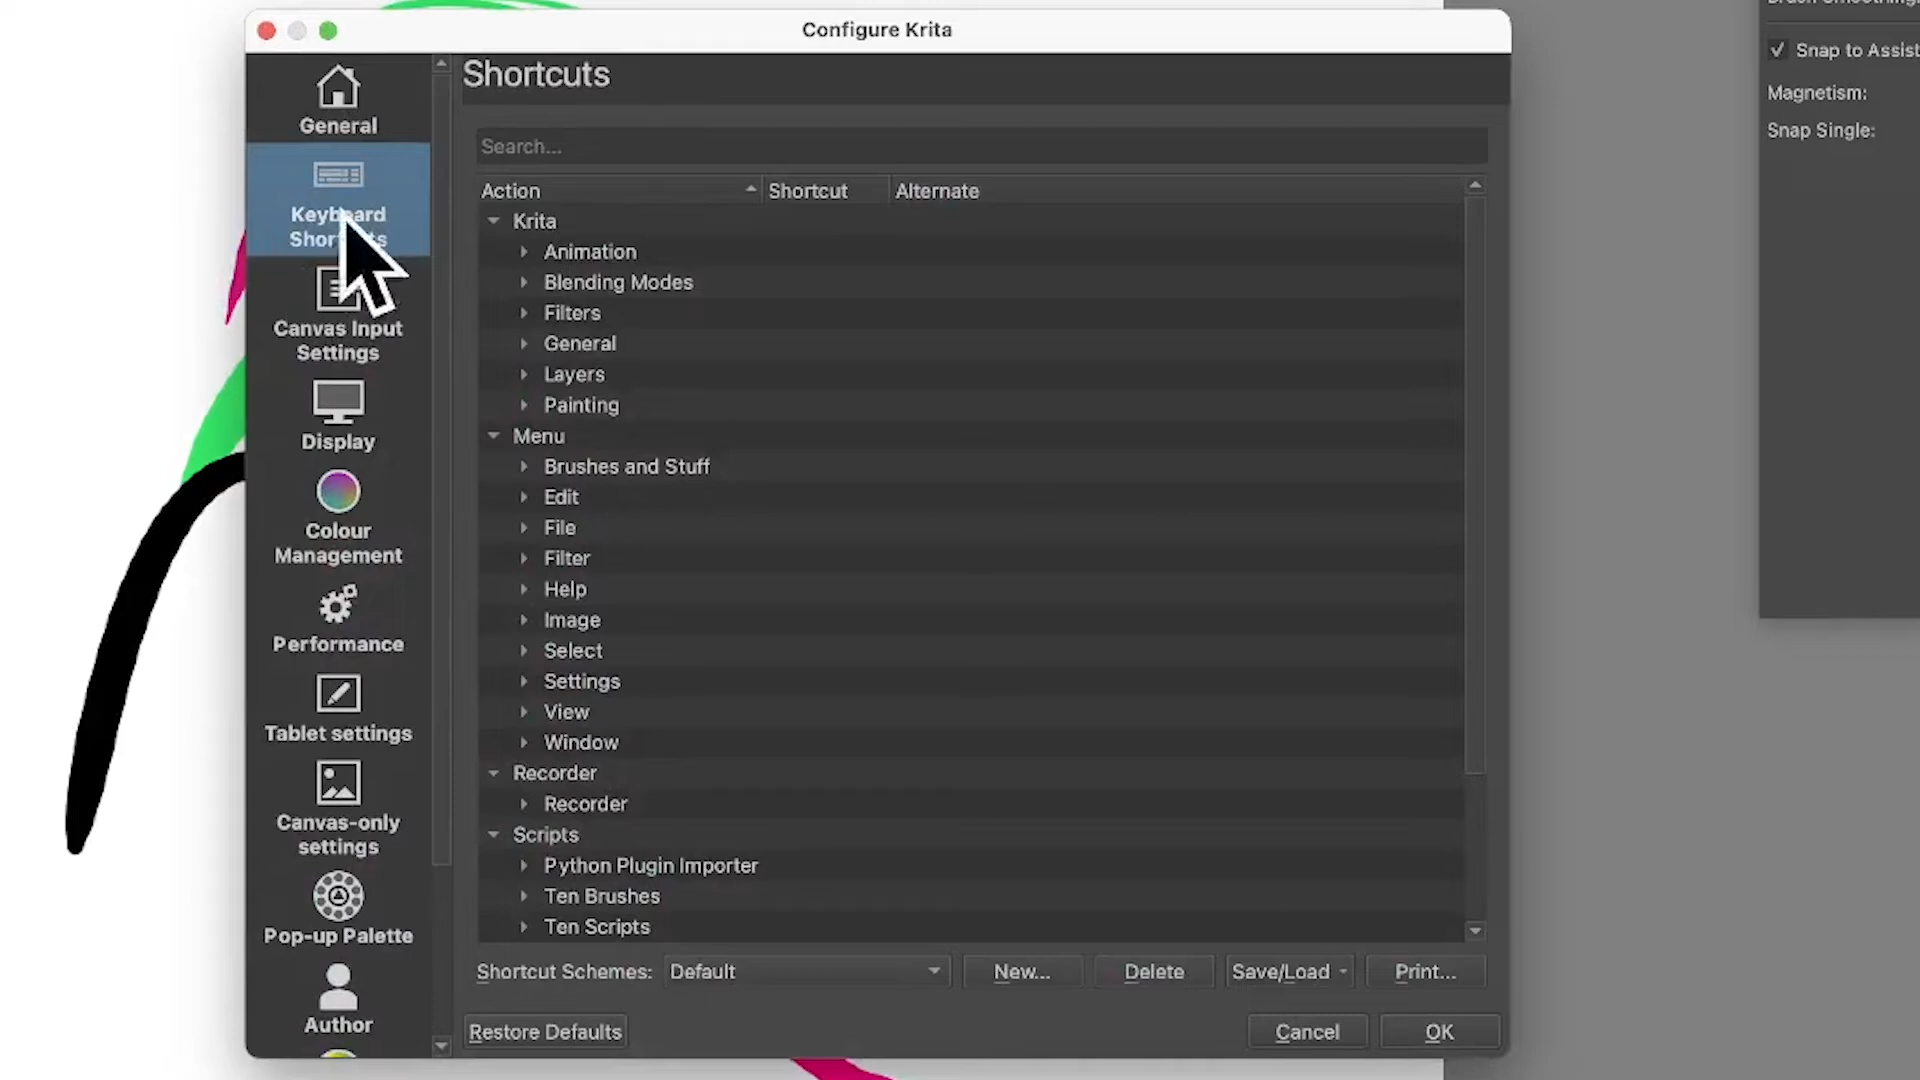 Configure Krita
Snap to Assist
Magnetism:
Snap Single:
General
Keyboard
Shortcuts
Canvas Input
Settings
Display
Colour
Management
Performance
Tablet settings
Canvas-only
settings
Pop-up Palette
Author
Shortcuts
Search...
Action Shortcut Alternate
Krita
Animation
Blending Modes
Filters
General
Layers
Painting
Menu
Brushes and Stuff
Edit
File
Filter
Help
Image
Select
Settings
View
Window
Recorder
Recorder
Scripts
Python Plugin Importer
Ten Brushes
Ten Scripts
Shortcut Schemes: Default New... Delete Save/Load Print...
Restore Defaults Cancel OK